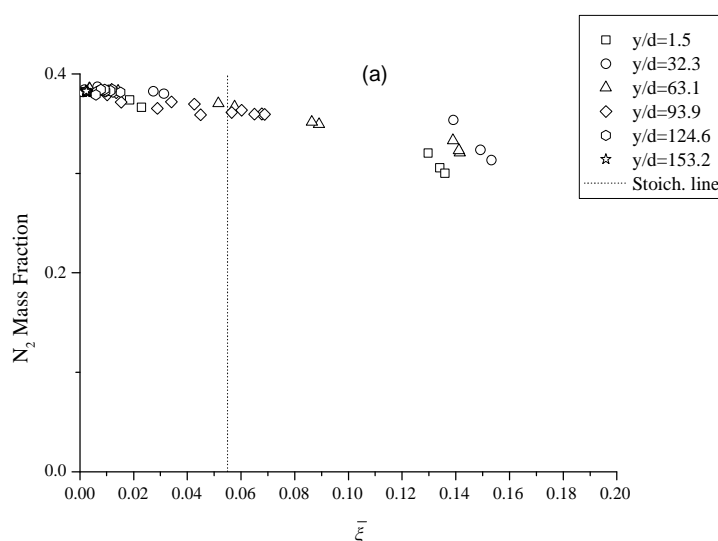 (a)
y/d=1.5
y/d=32.3
y/d=63.1
y/d=93.9
y/d=124.6
y/d=153.2
Stoich. line
0.4
0.2
0.0
N₂ Mass Fraction
0.00 0.02 0.04 0.06 0.08 0.10 0.12 0.14 0.16 0.18 0.20
ξ̄